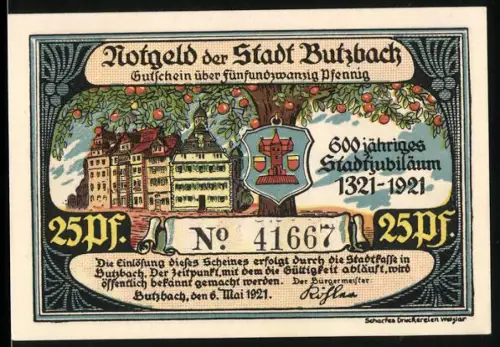 Notgeld der Stadt Butzbach
Gutschein über fünfundzwanzig Pfennig
600 jähriges
Stadtjubiläum
1321-1921
25 Pf.
25 Pf.
No. 41667
Die Einlösung dieses Scheines erfolgt durch die Stadtkasse in
Butzbach. Der Zeitpunkt, mit dem die Gültigkeit abläuft, wird
öffentlich bekannt gemacht werden. Der Bürgermeister:
Butzbach, den 6. Mai 1921.
Scharfes Druckereien Wetzlar